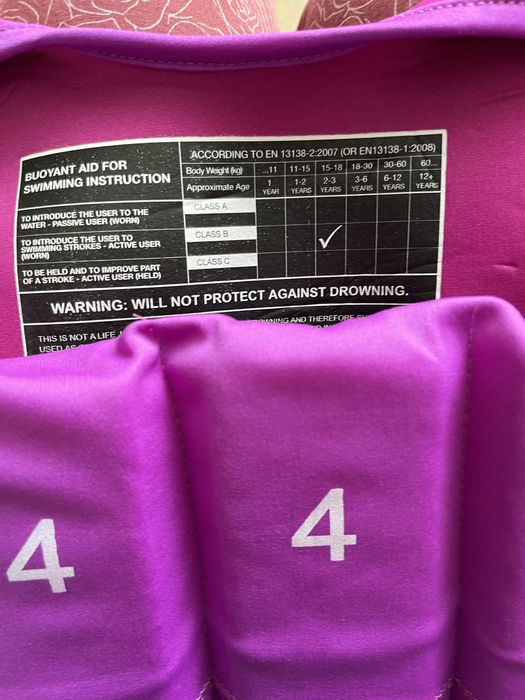 BUOYANT AID FOR
SWIMMING INSTRUCTION
ACCORDING TO EN 13138-2:2007 (OR EN13138-1:2008)
Body Weight (kg) ...11 11-15 15-18 18-30 30-60 60...
Approximate Age 1 YEAR 1-2 YEARS 2-3 YEARS 3-6 YEARS 6-12 YEARS 12+ YEARS
TO INTRODUCE THE USER TO THE
WATER - PASSIVE USER (WORN)
CLASS A
TO INTRODUCE THE USER TO
SWIMMING STROKES - ACTIVE USER
(WORN)
CLASS B ✓
TO BE HELD AND TO IMPROVE PART
OF A STROKE - ACTIVE USER (HELD)
CLASS C
WARNING: WILL NOT PROTECT AGAINST DROWNING.
THIS IS NOT A LIFE AND THEREFORE
USED AS
4 4